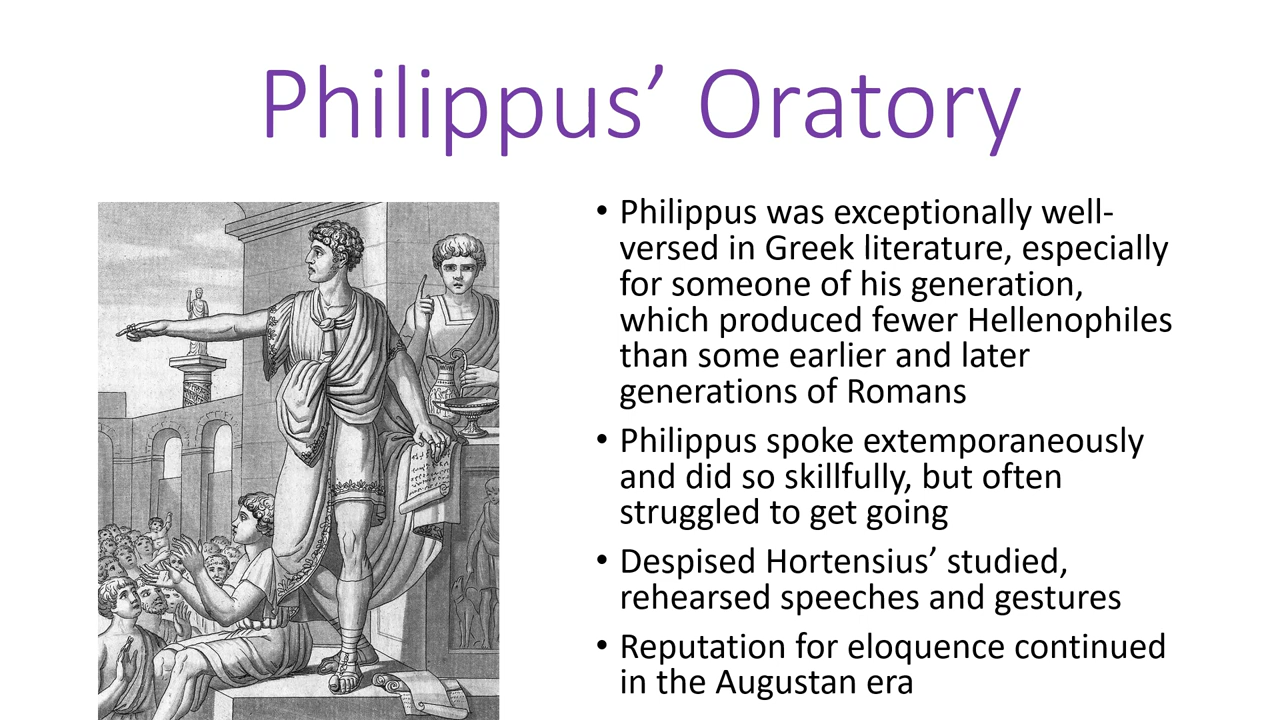 Philippus’ Oratory
• Philippus was exceptionally well-
versed in Greek literature, especially
for someone of his generation,
which produced fewer Hellenophiles
than some earlier and later
generations of Romans
• Philippus spoke extemporaneously
and did so skillfully, but often
struggled to get going
• Despised Hortensius’ studied,
rehearsed speeches and gestures
• Reputation for eloquence continued
in the Augustan era